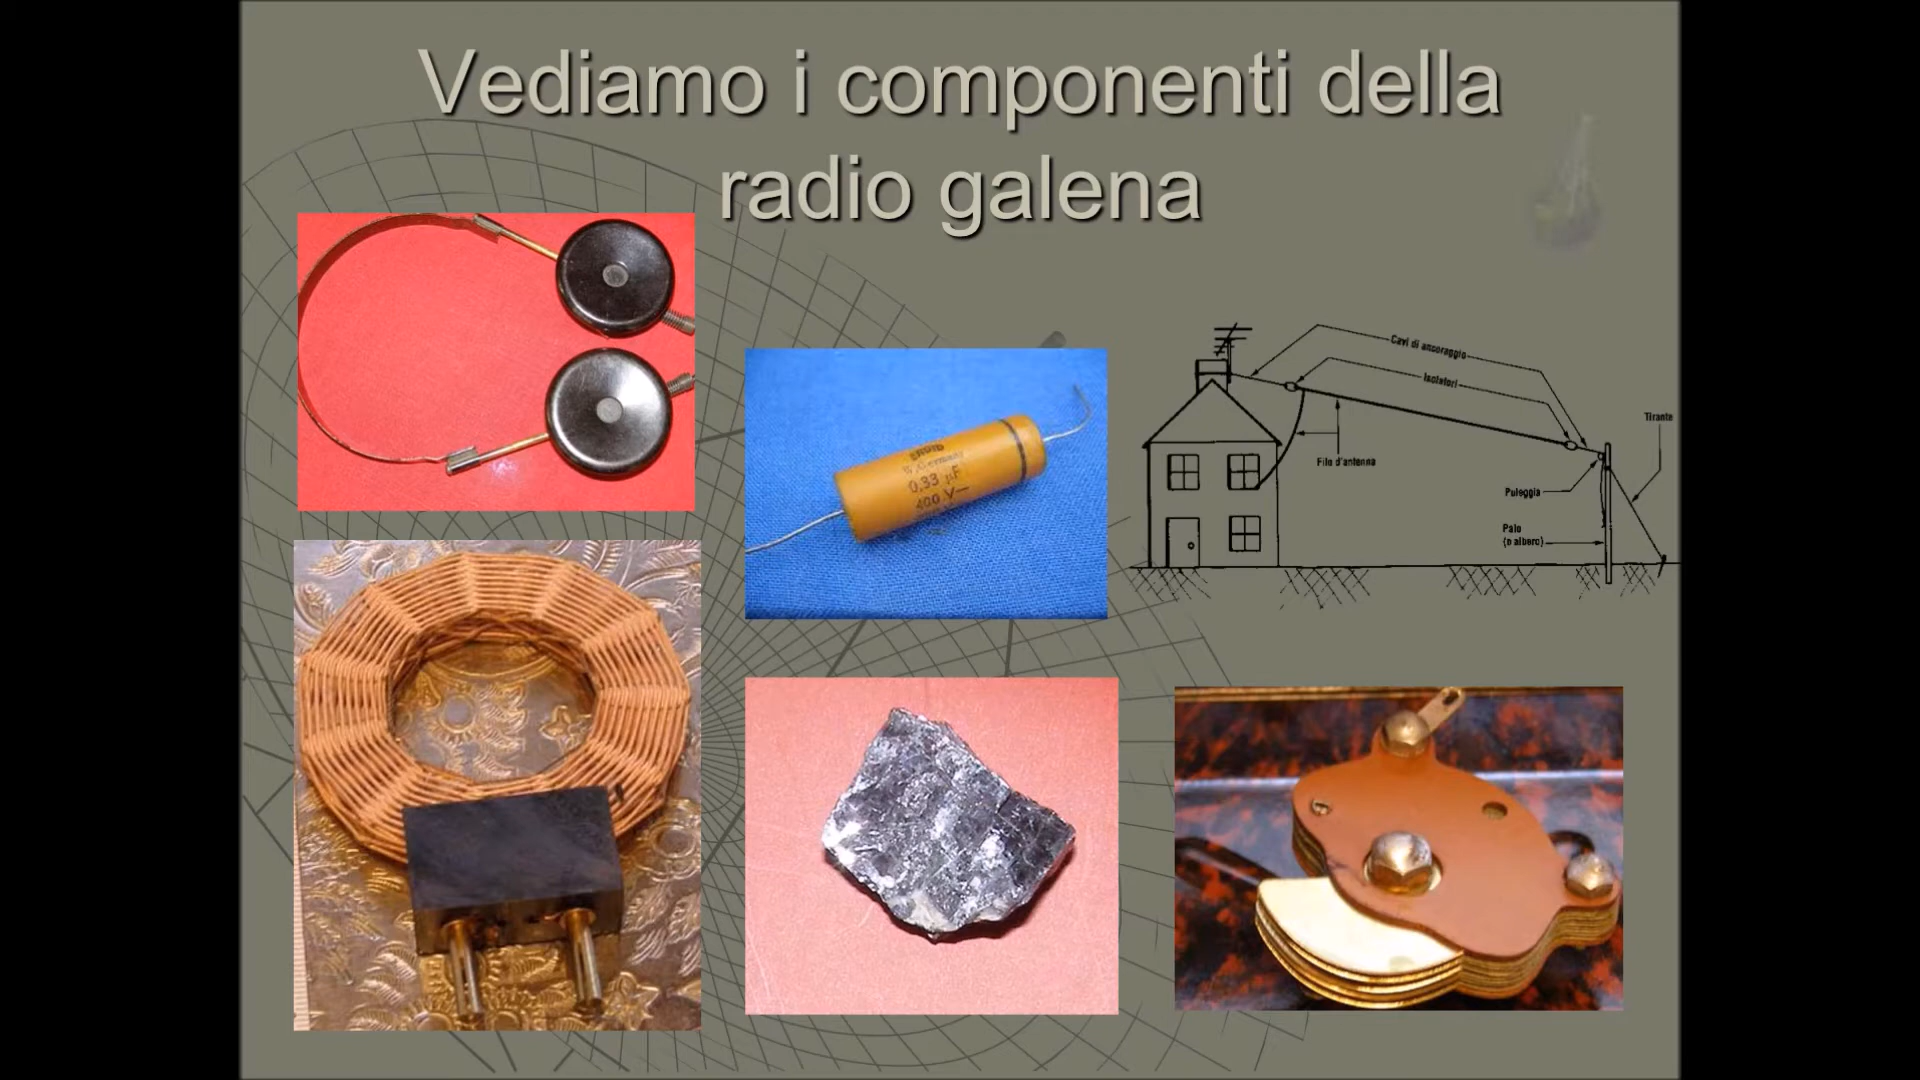 Vediamo i componenti della
radio galena
W. Germany
0,33 µF
400 V—
Cavi di ancoraggio
Isolatori
Tirante
Filo d'antenna
Puleggia
Palo
(o albero)